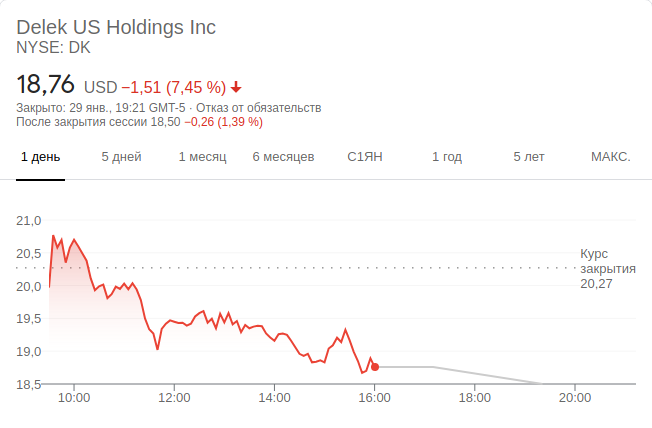 Delek US Holdings Inc
NYSE: DK
18,76 USD −1,51 (7,45 %)
Закрыто: 29 янв., 19:21 GMT-5 · Отказ от обязательств
После закрытия сессии 18,50 −0,26 (1,39 %)
1 день 5 дней 1 месяц 6 месяцев С1ЯН 1 год 5 лет МАКС.
21,0
20,5
20,0
19,5
19,0
18,5
Курс
закрытия
20,27
10:00 12:00 14:00 16:00 18:00 20:00